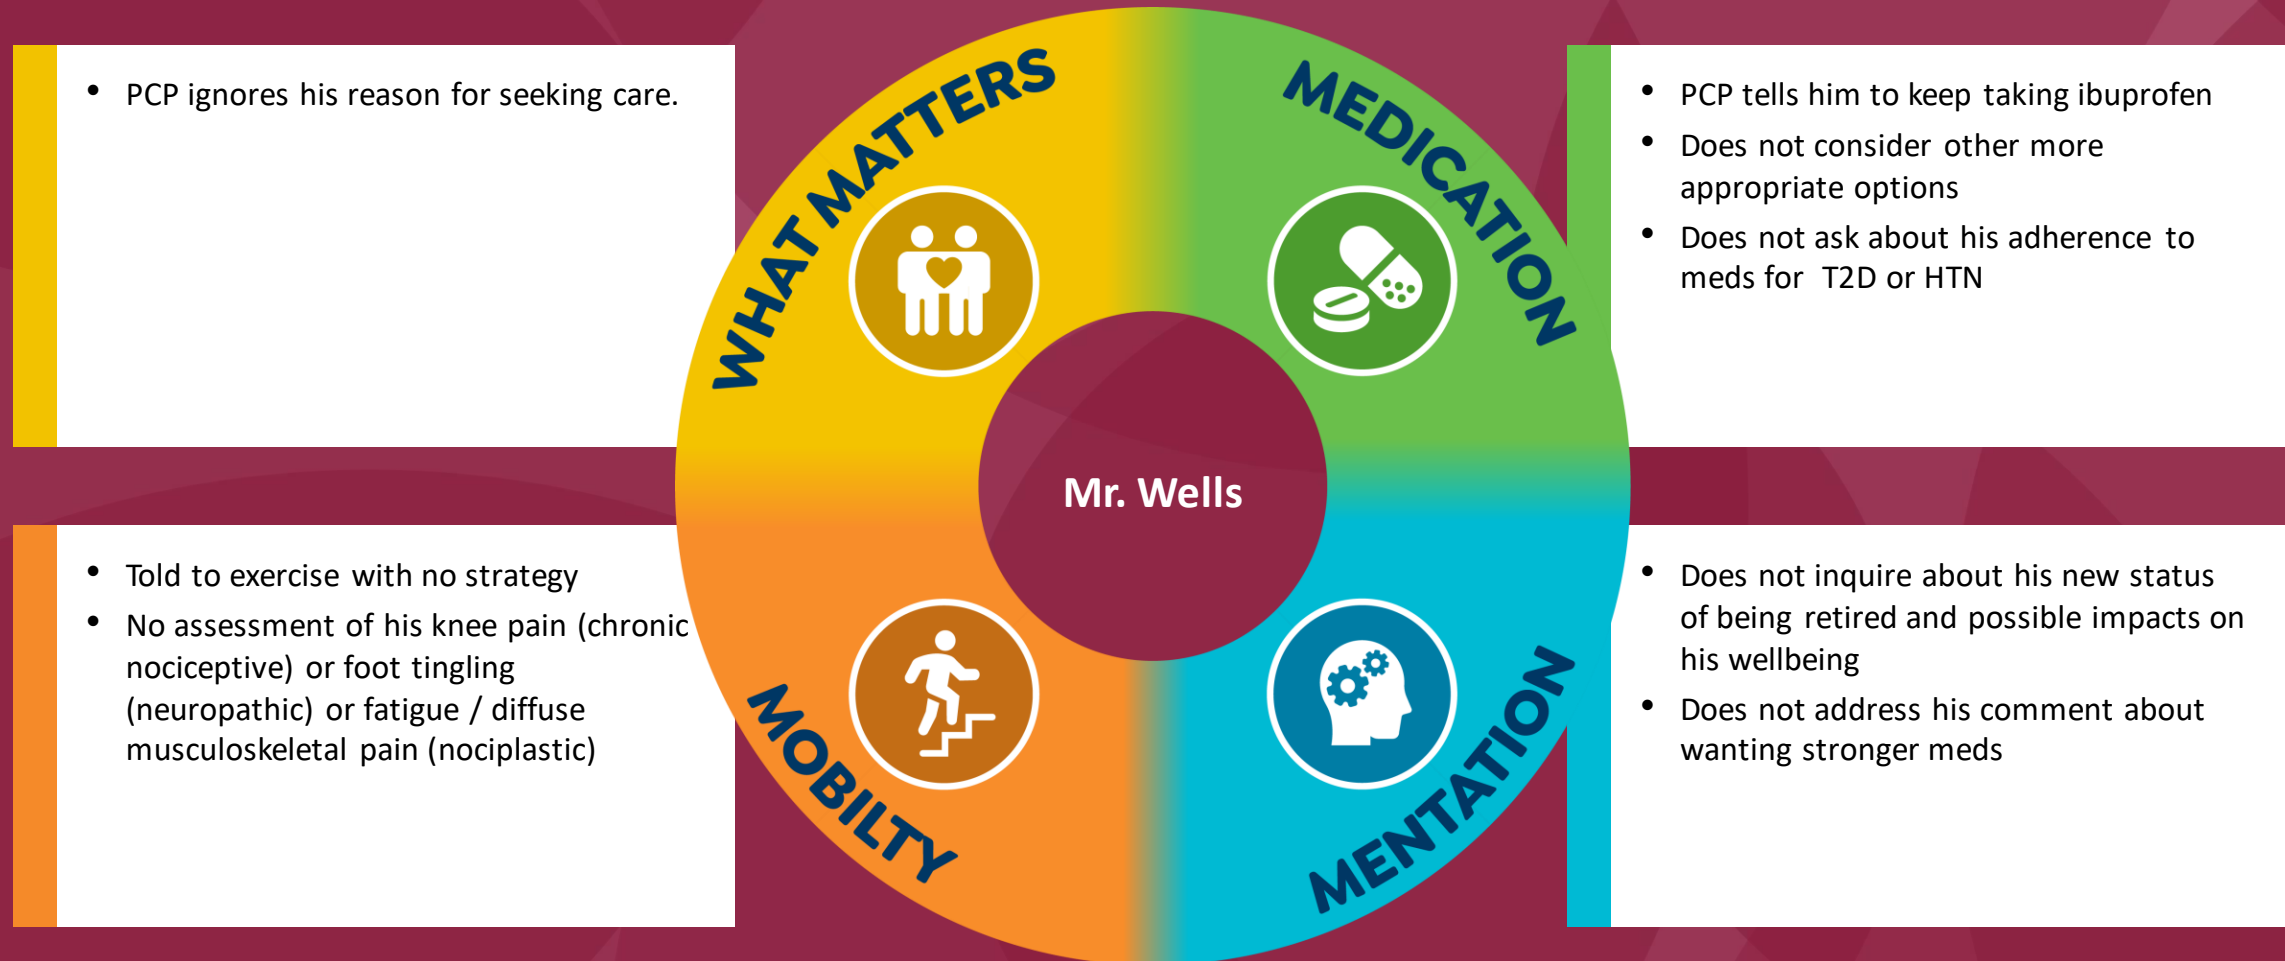 WHAT MATTERS
• PCP ignores his reason for seeking care.
MEDICATION
• PCP tells him to keep taking ibuprofen
• Does not consider other more
appropriate options
• Does not ask about his adherence to
meds for T2D or HTN
Mr. Wells
MOBILTY
• Told to exercise with no strategy
• No assessment of his knee pain (chronic
nociceptive) or foot tingling
(neuropathic) or fatigue / diffuse
musculoskeletal pain (nociplastic)
MENTATION
• Does not inquire about his new status
of being retired and possible impacts on
his wellbeing
• Does not address his comment about
wanting stronger meds